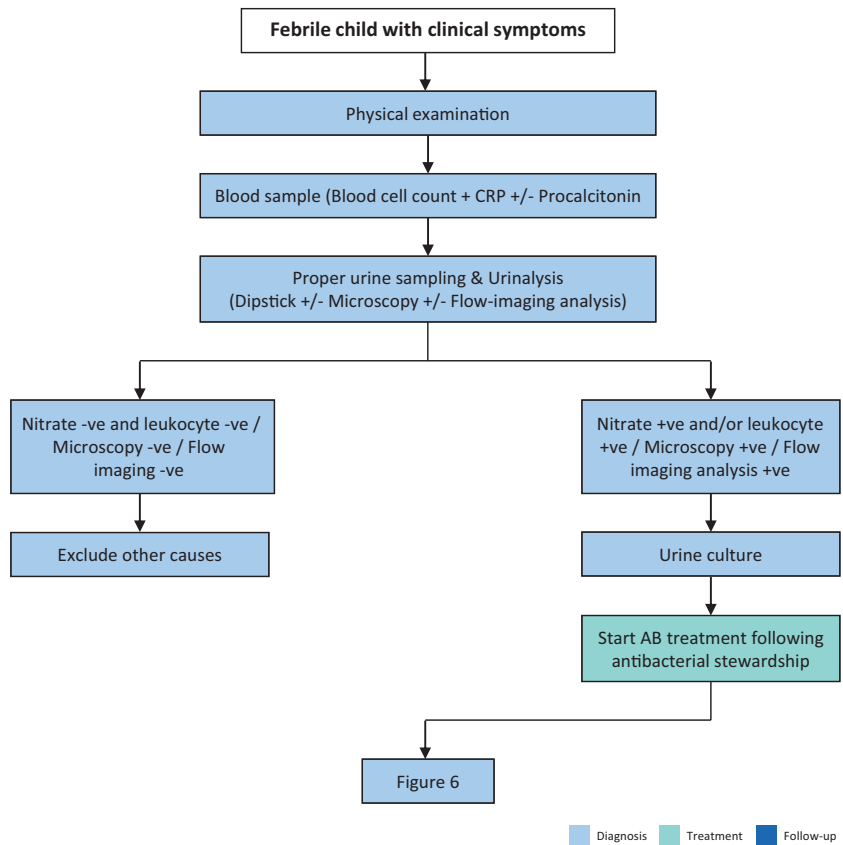 Febrile child with clinical symptoms
Physical examination
Blood sample (Blood cell count + CRP +/- Procalcitonin
Proper urine sampling & Urinalysis
(Dipstick +/- Microscopy +/- Flow-imaging analysis)
Nitrate -ve and leukocyte -ve /
Microscopy -ve / Flow
imaging -ve
Nitrate +ve and/or leukocyte
+ve / Microscopy +ve / Flow
imaging analysis +ve
Exclude other causes
Urine culture
Start AB treatment following
antibacterial stewardship
Figure 6
Diagnosis
Treatment
Follow-up